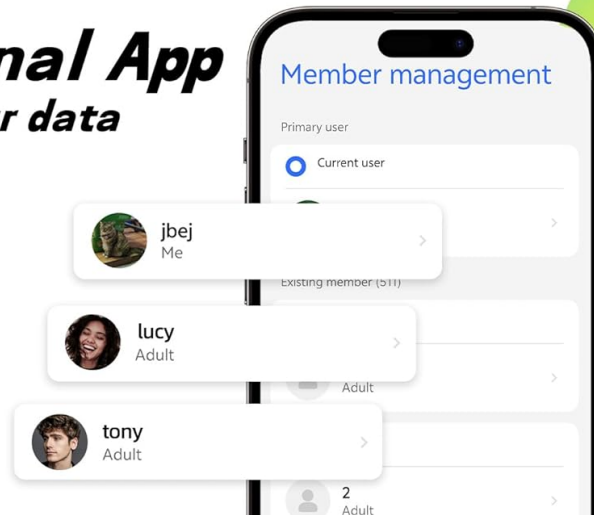 nal App
r data
Member management
Primary user
Current user
jbej
Me
Existing member (511)
lucy
Adult
Adult
tony
Adult
2
Adult